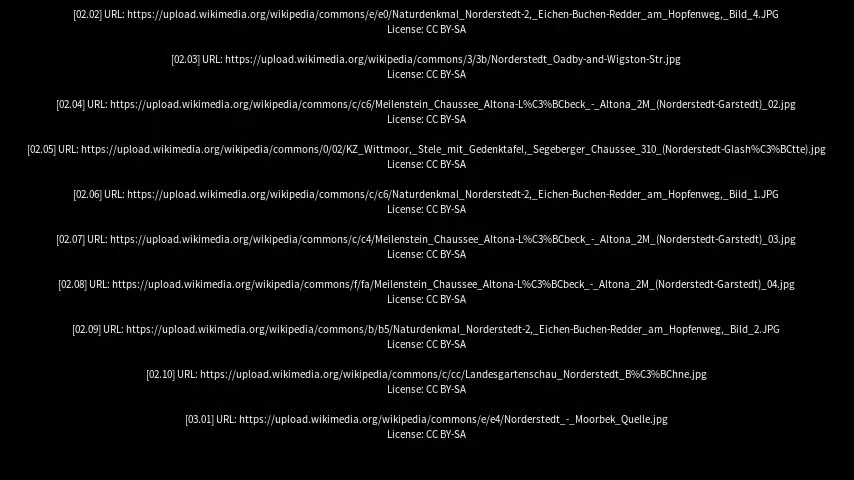 [02.02] URL: https://upload.wikimedia.org/wikipedia/commons/e/e0/Naturdenkmal_Norderstedt-2,_Eichen-Buchen-Redder_am_Hopfenweg,_Bild_4.JPG
License: CC BY-SA
[02.03] URL: https://upload.wikimedia.org/wikipedia/commons/3/3b/Norderstedt_Oadby-and-Wigston-Str.jpg
License: CC BY-SA
[02.04] URL: https://upload.wikimedia.org/wikipedia/commons/c/c6/Meilenstein_Chaussee_Altona-L%C3%BCbeck_-_Altona_2M_(Norderstedt-Garstedt)_02.jpg
License: CC BY-SA
[02.05] URL: https://upload.wikimedia.org/wikipedia/commons/0/02/KZ_Wittmoor,_Stele_mit_Gedenktafel,_Segeberger_Chaussee_310_(Norderstedt-Glash%C3%BCtte).jpg
License: CC BY-SA
[02.06] URL: https://upload.wikimedia.org/wikipedia/commons/c/c6/Naturdenkmal_Norderstedt-2,_Eichen-Buchen-Redder_am_Hopfenweg,_Bild_1.JPG
License: CC BY-SA
[02.07] URL: https://upload.wikimedia.org/wikipedia/commons/c/c4/Meilenstein_Chaussee_Altona-L%C3%BCbeck_-_Altona_2M_(Norderstedt-Garstedt)_03.jpg
License: CC BY-SA
[02.08] URL: https://upload.wikimedia.org/wikipedia/commons/f/fa/Meilenstein_Chaussee_Altona-L%C3%BCbeck_-_Altona_2M_(Norderstedt-Garstedt)_04.jpg
License: CC BY-SA
[02.09] URL: https://upload.wikimedia.org/wikipedia/commons/b/b5/Naturdenkmal_Norderstedt-2,_Eichen-Buchen-Redder_am_Hopfenweg,_Bild_2.JPG
License: CC BY-SA
[02.10] URL: https://upload.wikimedia.org/wikipedia/commons/c/cc/Landesgartenschau_Norderstedt_B%C3%BChne.jpg
License: CC BY-SA
[03.01] URL: https://upload.wikimedia.org/wikipedia/commons/e/e4/Norderstedt_-_Moorbek_Quelle.jpg
License: CC BY-SA